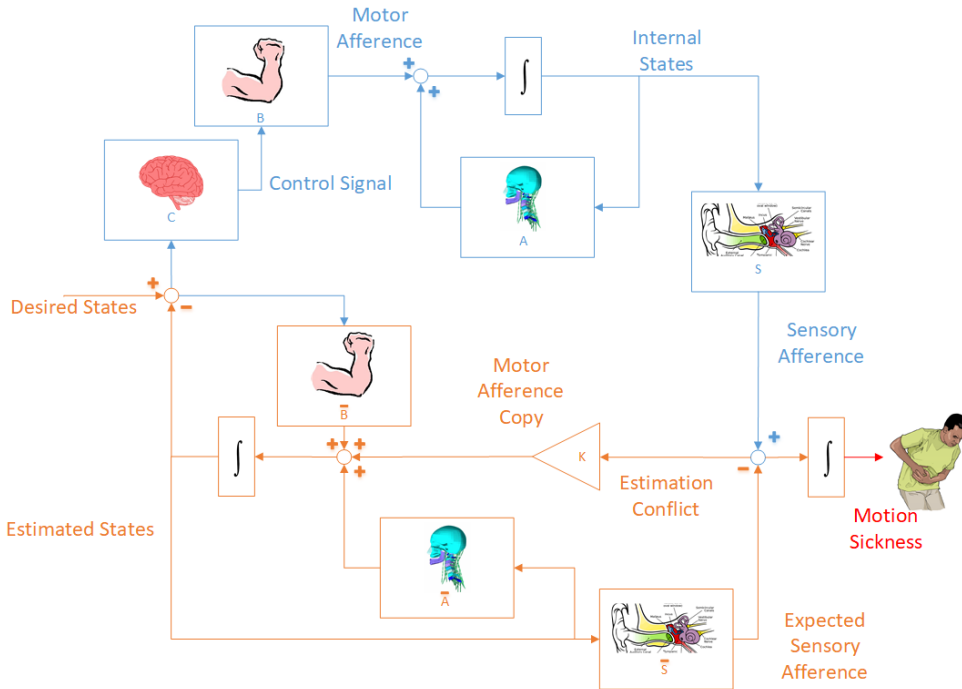 Motor
Afference
Internal
States
B
Control Signal
C
A
S
Desired States
Sensory
Afference
Motor
Afference
Copy
B̅
K
Estimation
Conflict
Motion
Sickness
Estimated States
A̅
S̅
Expected
Sensory
Afference